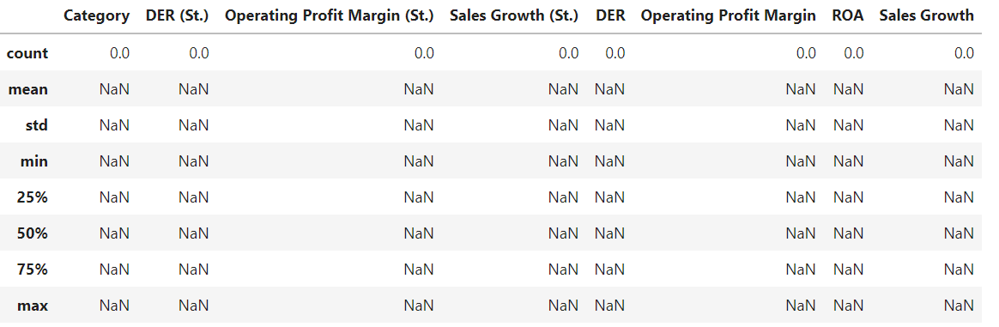 Category DER (St.) Operating Profit Margin (St.) Sales Growth (St.) DER Operating Profit Margin ROA Sales Growth
count 0.0 0.0 0.0 0.0 0.0 0.0 0.0 0.0
mean NaN NaN NaN NaN NaN NaN NaN NaN
std NaN NaN NaN NaN NaN NaN NaN NaN
min NaN NaN NaN NaN NaN NaN NaN NaN
25% NaN NaN NaN NaN NaN NaN NaN NaN
50% NaN NaN NaN NaN NaN NaN NaN NaN
75% NaN NaN NaN NaN NaN NaN NaN NaN
max NaN NaN NaN NaN NaN NaN NaN NaN